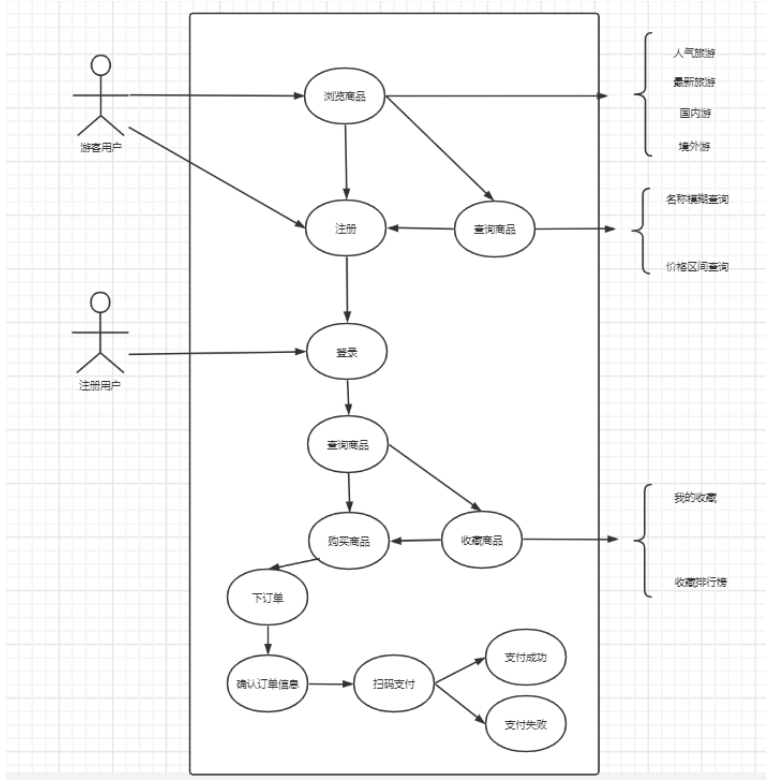 人气旅游
最新旅游
浏览商品
国内游
游客用户
境外游
名称模糊查询
注册
查询商品
价格区间查询
登录
注册用户
查询商品
我的收藏
购买商品
收藏商品
收藏排行榜
下订单
支付成功
确认订单信息
扫码支付
支付失败